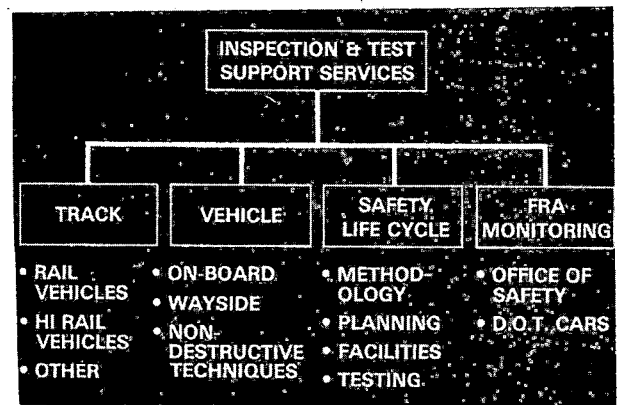 INSPECTION & TEST
SUPPORT SERVICES
TRACK
• RAIL
VEHICLES
• HI RAIL
VEHICLES
• OTHER
VEHICLE
• ON-BOARD
• WAYSIDE
• NON-
DESTRUCTIVE
TECHNIQUES
SAFETY
LIFE CYCLE
• METHOD-
OLOGY
• PLANNING
• FACILITIES
• TESTING
FRA
MONITORING
• OFFICE OF
SAFETY
• D.O.T. CARS